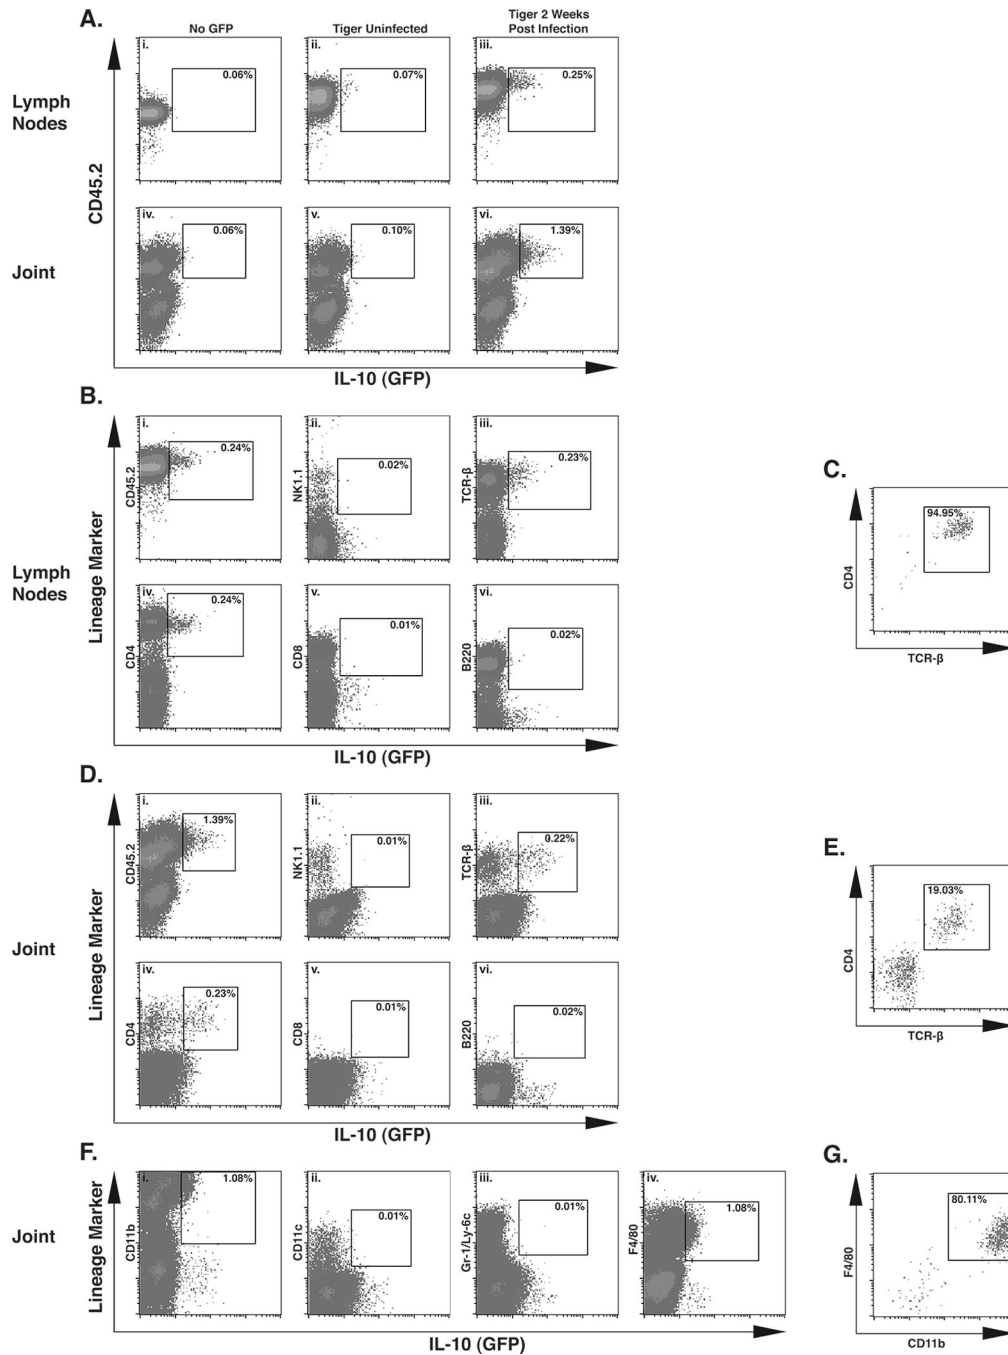 A.
No GFP
Tiger Uninfected
Tiger 2 Weeks
Post Infection
i.
0.06%
ii.
0.07%
iii.
0.25%
Lymph
Nodes
CD45.2
iv.
0.06%
v.
0.10%
vi.
1.39%
Joint
IL-10 (GFP)
B.
i.
0.24%
CD45.2
ii.
0.02%
NK1.1
iii.
0.23%
TCR-β
Lineage Marker
Lymph
Nodes
iv.
0.24%
CD4
v.
0.01%
CD8
vi.
0.02%
B220
IL-10 (GFP)
C.
94.95%
CD4
TCR-β
D.
i.
1.39%
CD45.2
ii.
0.01%
NK1.1
iii.
0.22%
TCR-β
Joint
Lineage Marker
iv.
0.23%
CD4
v.
0.01%
CD8
vi.
0.02%
B220
IL-10 (GFP)
E.
19.03%
CD4
TCR-β
F.
Joint
Lineage Marker
i.
1.08%
CD11b
ii.
0.01%
CD11c
iii.
0.01%
Gr-1/Ly-6c
iv.
1.08%
F4/80
IL-10 (GFP)
G.
80.11%
F4/80
CD11b